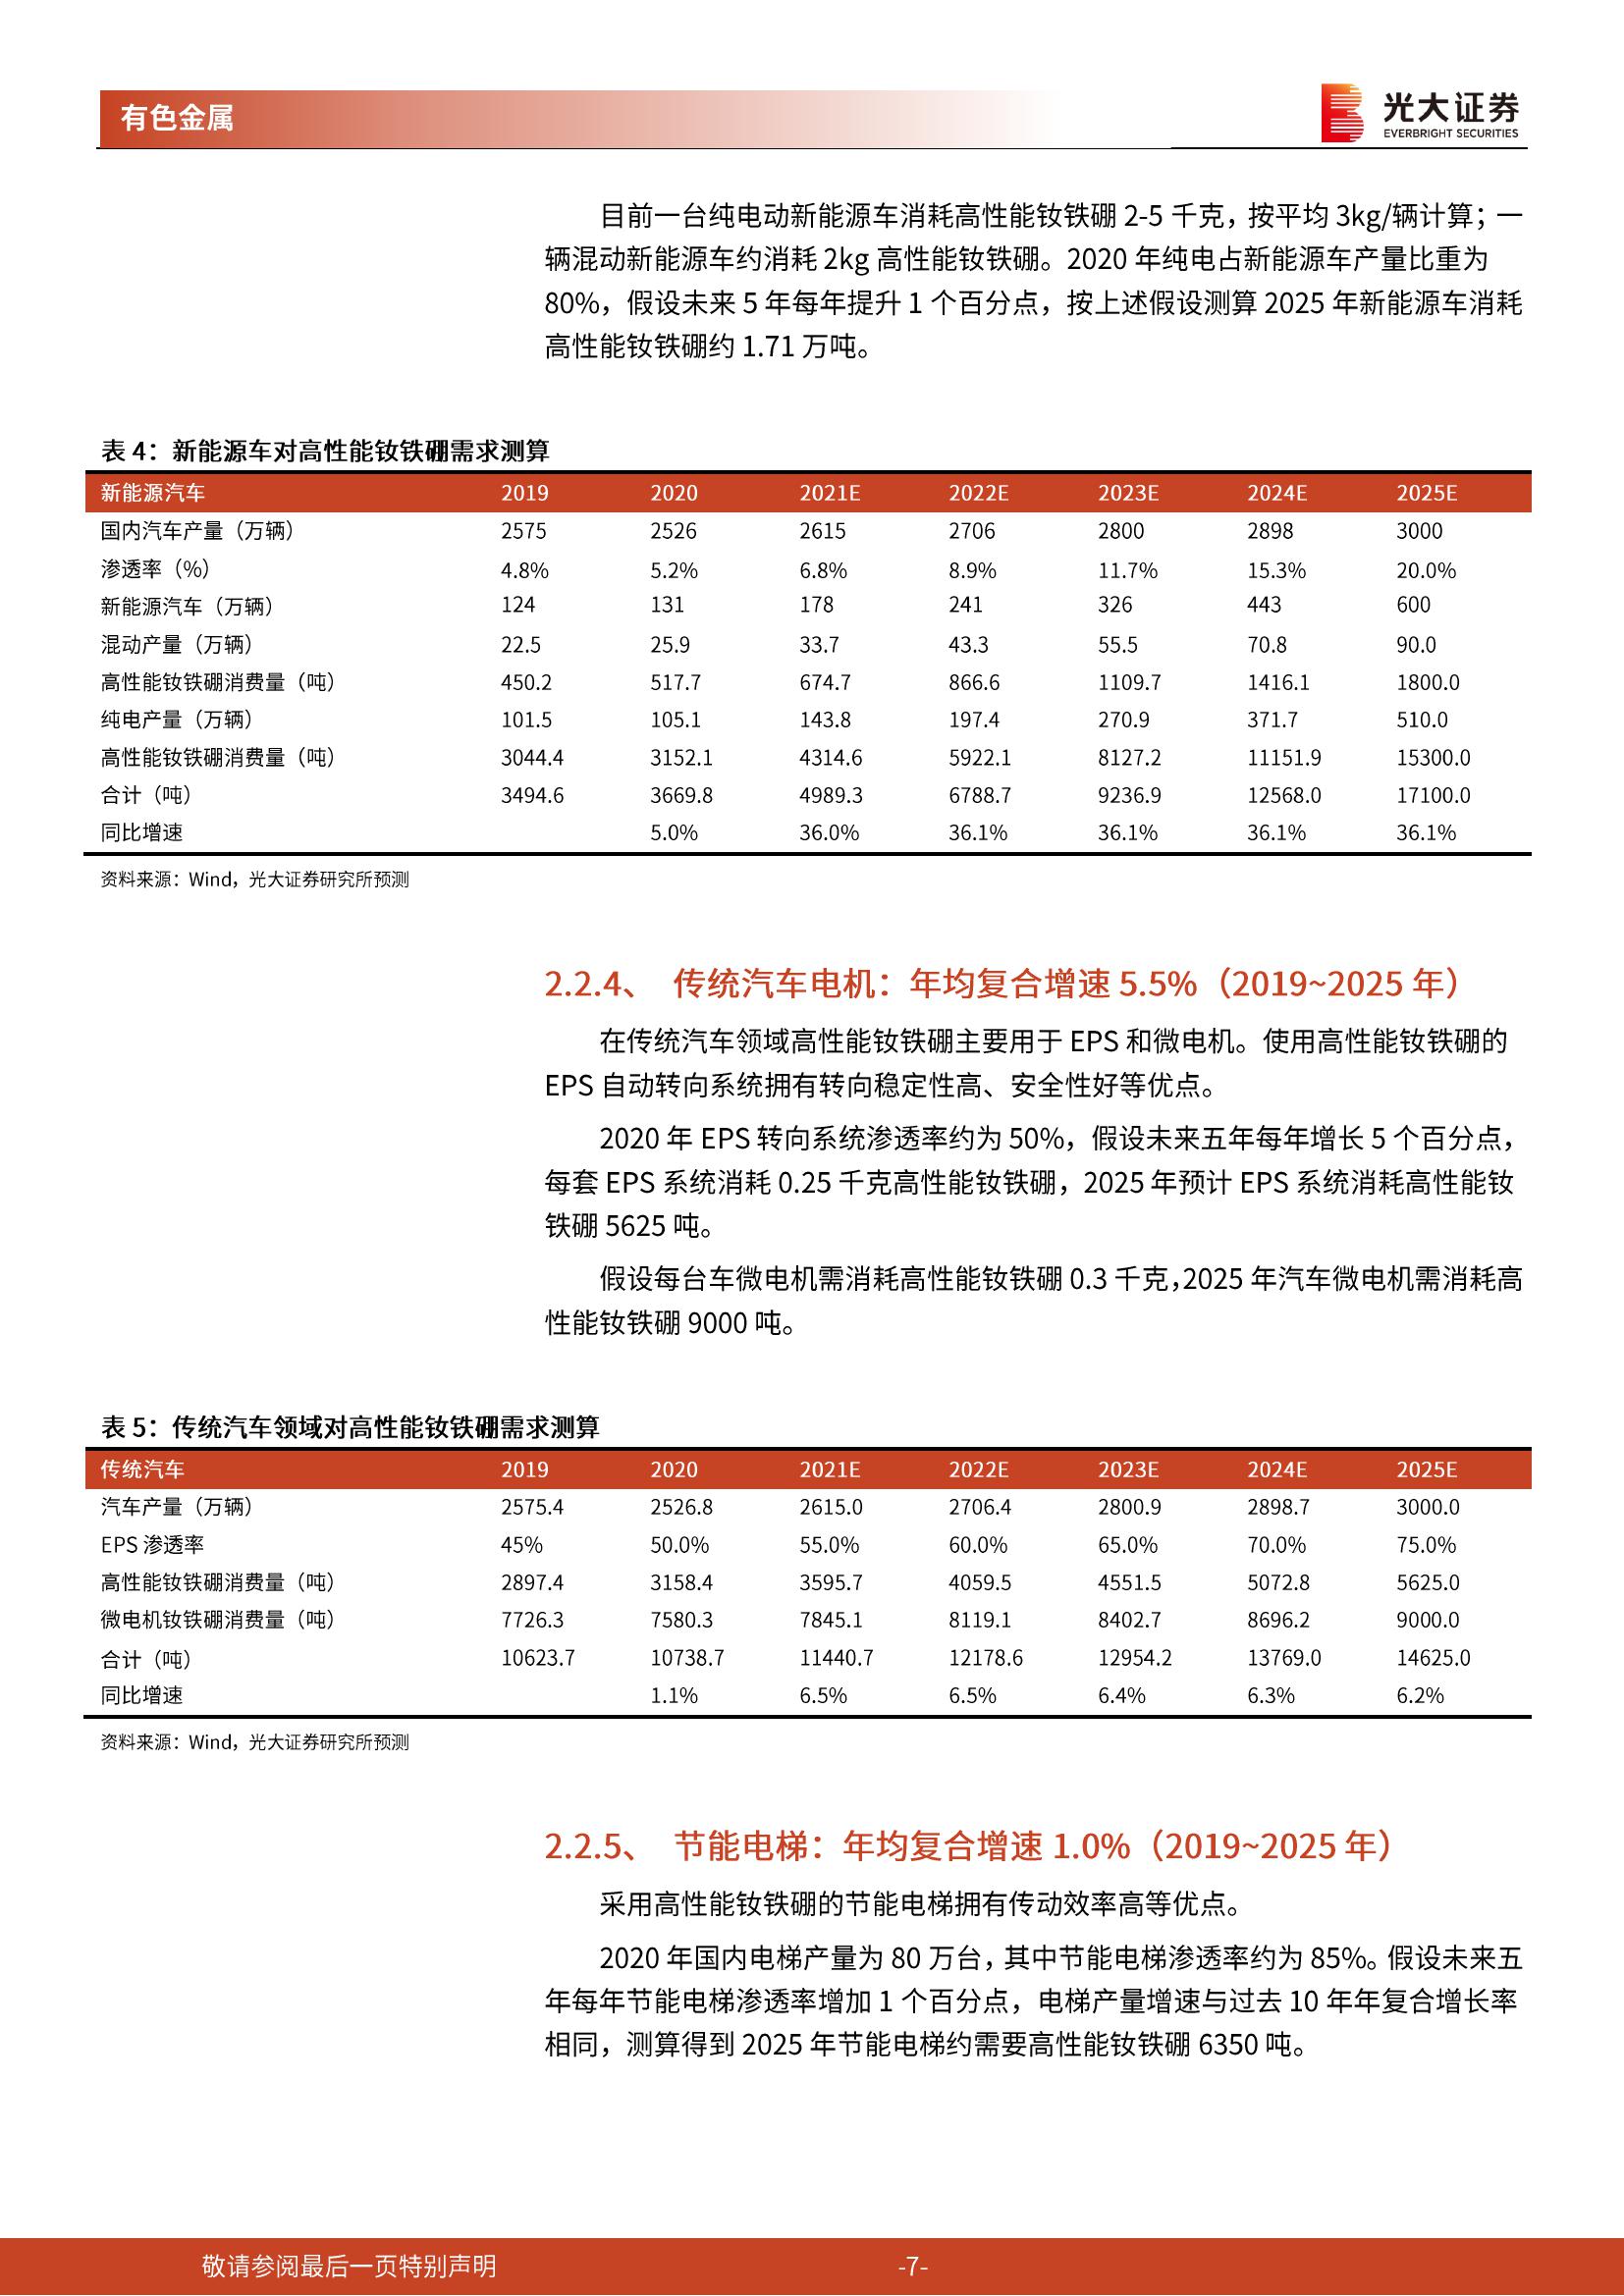 有色金属
光大证券
EVERBRIGHT SECURITIES
目前一台纯电动新能源车消耗高性能钕铁硼 2-5 千克，按平均 3kg/辆计算；一
辆混动新能源车约消耗 2kg 高性能钕铁硼。2020 年纯电占新能源车产量比重为
80%，假设未来 5 年每年提升 1 个百分点，按上述假设测算 2025 年新能源车消耗
高性能钕铁硼约 1.71 万吨。
表 4：新能源车对高性能钕铁硼需求测算
新能源汽车 2019 2020 2021E 2022E 2023E 2024E 2025E
国内汽车产量（万辆） 2575 2526 2615 2706 2800 2898 3000
渗透率（%） 4.8% 5.2% 6.8% 8.9% 11.7% 15.3% 20.0%
新能源汽车（万辆） 124 131 178 241 326 443 600
混动产量（万辆） 22.5 25.9 33.7 43.3 55.5 70.8 90.0
高性能钕铁硼消费量（吨） 450.2 517.7 674.7 866.6 1109.7 1416.1 1800.0
纯电产量（万辆） 101.5 105.1 143.8 197.4 270.9 371.7 510.0
高性能钕铁硼消费量（吨） 3044.4 3152.1 4314.6 5922.1 8127.2 11151.9 15300.0
合计（吨） 3494.6 3669.8 4989.3 6788.7 9236.9 12568.0 17100.0
同比增速 5.0% 36.0% 36.1% 36.1% 36.1% 36.1%
资料来源：Wind，光大证券研究所预测
2.2.4、 传统汽车电机：年均复合增速 5.5%（2019~2025 年）
在传统汽车领域高性能钕铁硼主要用于 EPS 和微电机。使用高性能钕铁硼的
EPS 自动转向系统拥有转向稳定性高、安全性好等优点。
2020 年 EPS 转向系统渗透率约为 50%，假设未来五年每年增长 5 个百分点，
每套 EPS 系统消耗 0.25 千克高性能钕铁硼，2025 年预计 EPS 系统消耗高性能钕
铁硼 5625 吨。
假设每台车微电机需消耗高性能钕铁硼 0.3 千克，2025 年汽车微电机需消耗高
性能钕铁硼 9000 吨。
表 5：传统汽车领域对高性能钕铁硼需求测算
传统汽车 2019 2020 2021E 2022E 2023E 2024E 2025E
汽车产量（万辆） 2575.4 2526.8 2615.0 2706.4 2800.9 2898.7 3000.0
EPS 渗透率 45% 50.0% 55.0% 60.0% 65.0% 70.0% 75.0%
高性能钕铁硼消费量（吨） 2897.4 3158.4 3595.7 4059.5 4551.5 5072.8 5625.0
微电机钕铁硼消费量（吨） 7726.3 7580.3 7845.1 8119.1 8402.7 8696.2 9000.0
合计（吨） 10623.7 10738.7 11440.7 12178.6 12954.2 13769.0 14625.0
同比增速 1.1% 6.5% 6.5% 6.4% 6.3% 6.2%
资料来源：Wind，光大证券研究所预测
2.2.5、 节能电梯：年均复合增速 1.0%（2019~2025 年）
采用高性能钕铁硼的节能电梯拥有传动效率高等优点。
2020 年国内电梯产量为 80 万台，其中节能电梯渗透率约为 85%。假设未来五
年每年节能电梯渗透率增加 1 个百分点，电梯产量增速与过去 10 年年复合增长率
相同，测算得到 2025 年节能电梯约需要高性能钕铁硼 6350 吨。
敬请参阅最后一页特别声明 -7-